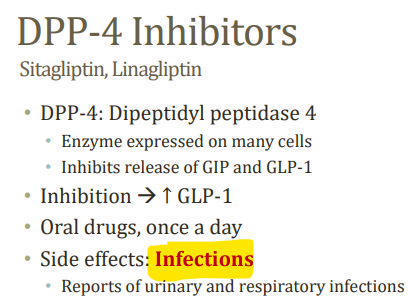 DPP-4 Inhibitors
Sitagliptin, Linagliptin
• DPP-4: Dipeptidyl peptidase 4
• Enzyme expressed on many cells
• Inhibits release of GIP and GLP-1
• Inhibition → ↑ GLP-1
• Oral drugs, once a day
• Side effects: Infections
• Reports of urinary and respiratory infections